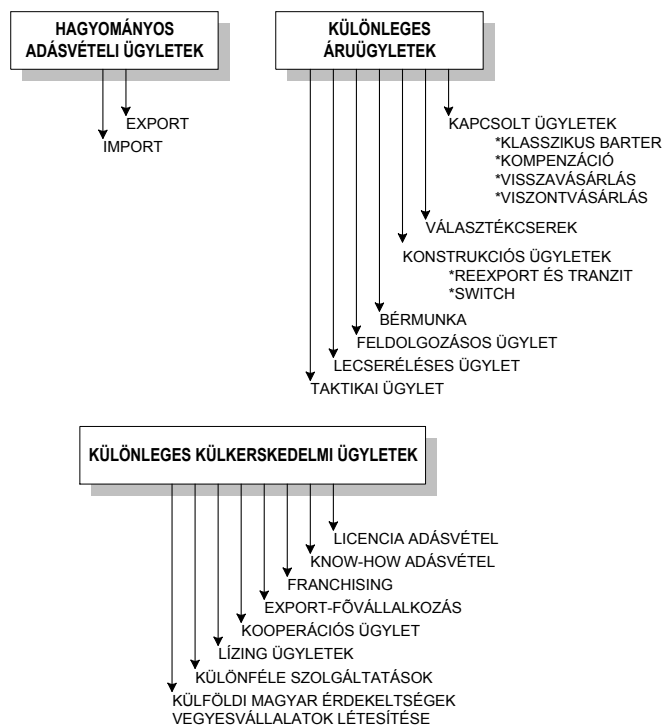 HAGYOMÁNYOS
ADÁSVÉTELI ÜGYLETEK
EXPORT
IMPORT
KÜLÖNLEGES
ÁRUÜGYLETEK
KAPCSOLT ÜGYLETEK
*KLASSZIKUS BARTER
*KOMPENZÁCIÓ
*VISSZAVÁSÁRLÁS
*VISZONTVÁSÁRLÁS
VÁLASZTÉKCSEREK
KONSTRUKCIÓS ÜGYLETEK
*REEXPORT ÉS TRANZIT
*SWITCH
BÉRMUNKA
FELDOLGOZÁSOS ÜGYLET
LECSERÉLÉSES ÜGYLET
TAKTIKAI ÜGYLET
KÜLÖNLEGES KÜLKERSKEDELMI ÜGYLETEK
LICENCIA ADÁSVÉTEL
KNOW-HOW ADÁSVÉTEL
FRANCHISING
EXPORT-FÕVÁLLALKOZÁS
KOOPERÁCIÓS ÜGYLET
LÍZING ÜGYLETEK
KÜLÖNFÉLE SZOLGÁLTATÁSOK
KÜLFÖLDI MAGYAR ÉRDEKELTSÉGEK
VEGYESVÁLLALATOK LÉTESÍTÉSE